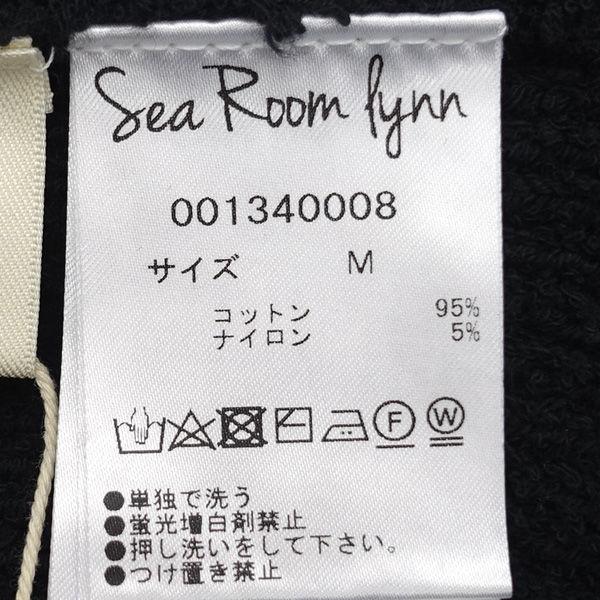 Sea Room lynn
001340008
サイズ M
コットン 95%
ナイロン 5%
F W
●単独で洗う
●蛍光増白剤禁止
●押し洗いをして下さい。
●つけ置き禁止